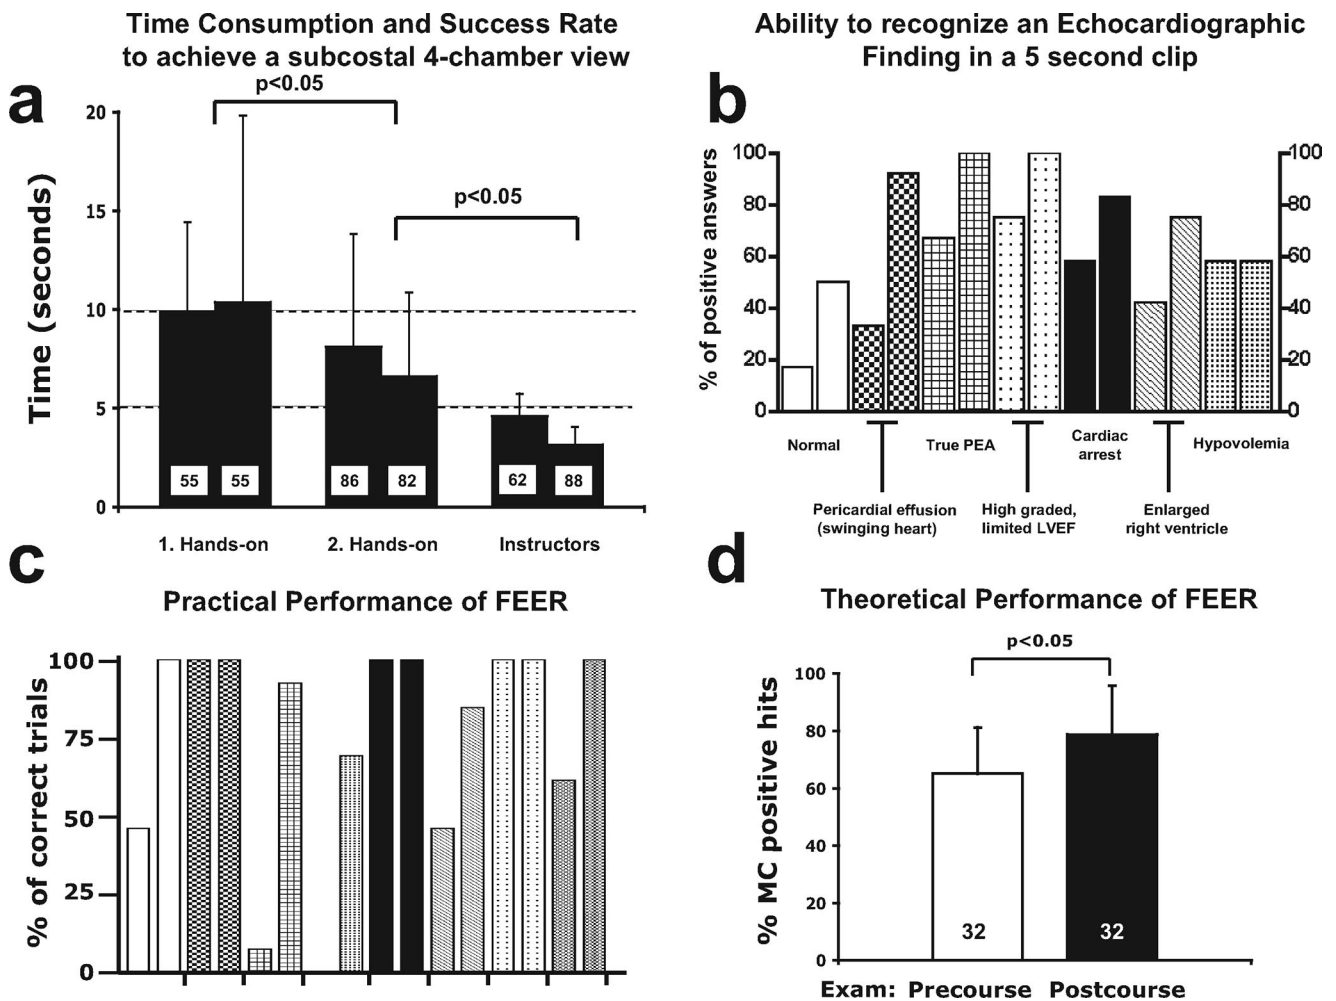 Time Consumption and Success Rate
to achieve a subcostal 4-chamber view
a
p<0.05
p<0.05
Time (seconds)
20
15
10
5
0
55
55
86
82
62
88
1. Hands-on
2. Hands-on
Instructors
Ability to recognize an Echocardiographic
Finding in a 5 second clip
b
% of positive answers
100
80
60
40
20
0
100
80
60
40
20
0
Normal
True PEA
Cardiac
arrest
Hypovolemia
Pericardial effusion
(swinging heart)
High graded,
limited LVEF
Enlarged
right ventricle
c
Practical Performance of FEER
% of correct trials
100
75
50
25
0
d
Theoretical Performance of FEER
p<0.05
% MC positive hits
100
80
60
40
20
0
32
32
Exam: Precourse Postcourse